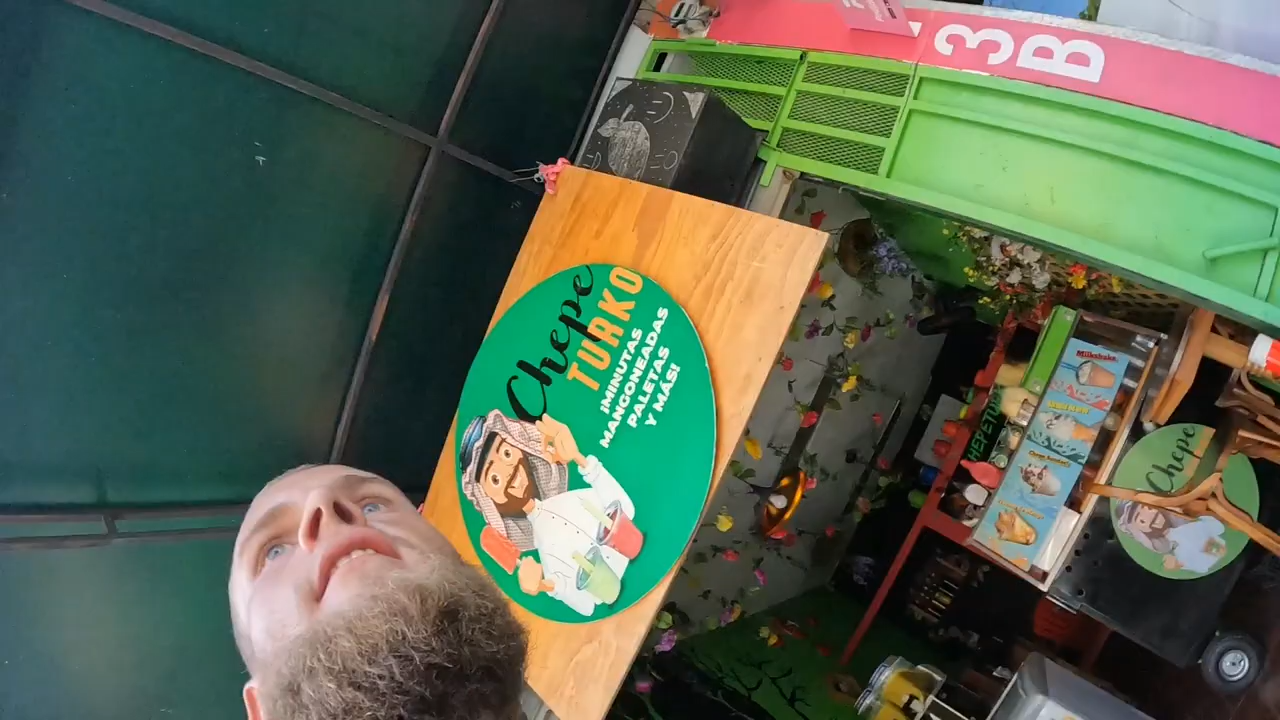 3B
Chepe
TURKO
¡MINUTAS
MANGONEADAS
PALETAS
Y MÁS!
Milkshake
Chepe